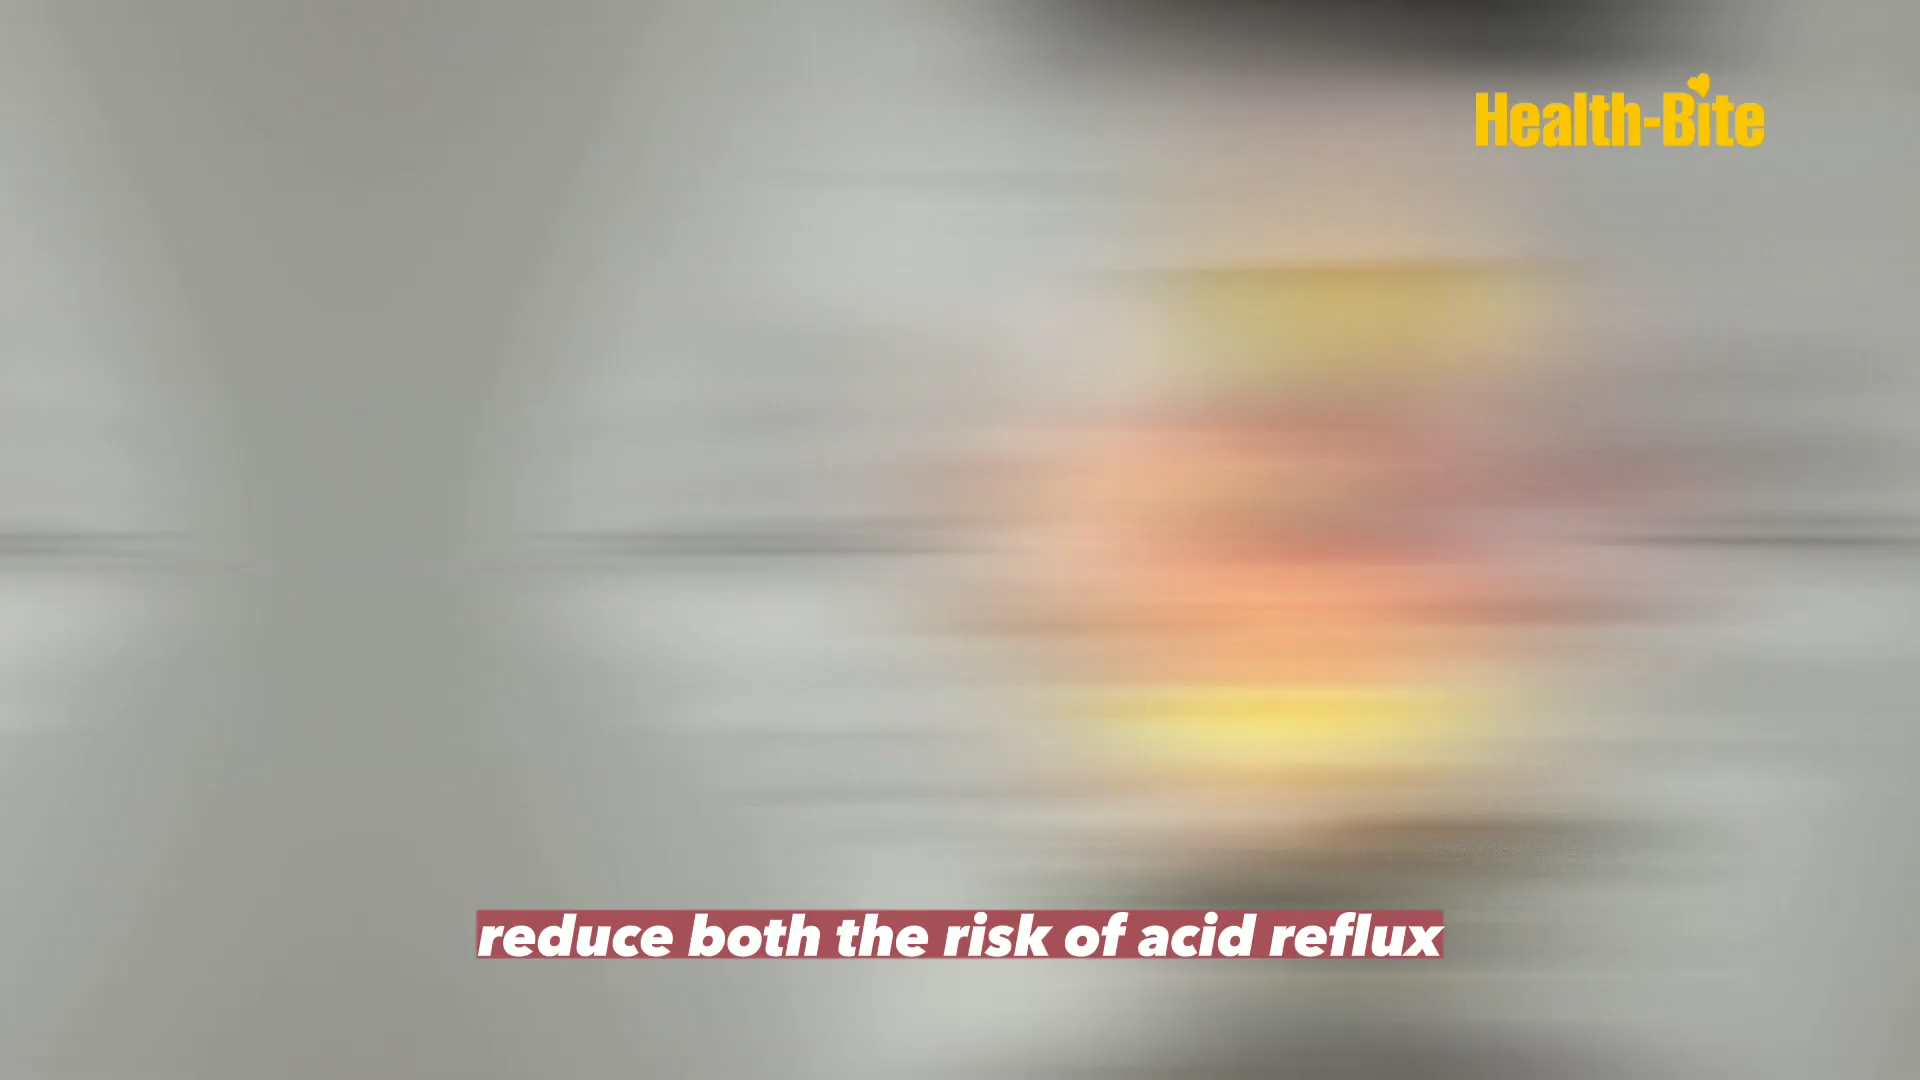 Health-Bite
reduce both the risk of acid reflux